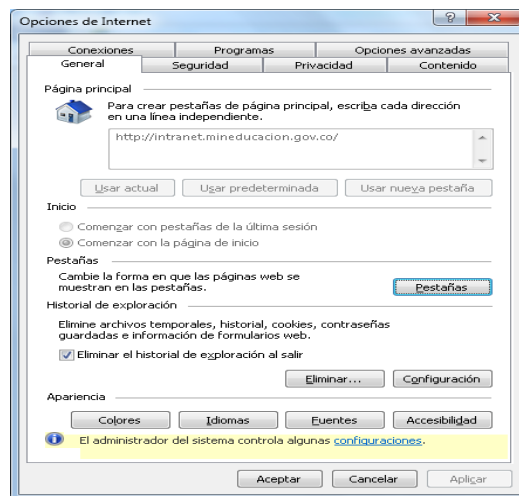 Opciones de Internet
Conexiones Programas Opciones avanzadas
General Seguridad Privacidad Contenido
Página principal
Para crear pestañas de página principal, escriba cada dirección
en una línea independiente.
http://intranet.mineducacion.gov.co/
Usar actual Usar predeterminada Usar nueva pestaña
Inicio
Comenzar con pestañas de la última sesión
Comenzar con la página de inicio
Pestañas
Cambie la forma en que las páginas web se
muestran en las pestañas.
Pestañas
Historial de exploración
Elimine archivos temporales, historial, cookies, contraseñas
guardadas e información de formularios web.
Eliminar el historial de exploración al salir
Eliminar... Configuración
Apariencia
Colores Idiomas Fuentes Accesibilidad
El administrador del sistema controla algunas configuraciones.
Aceptar Cancelar Aplicar